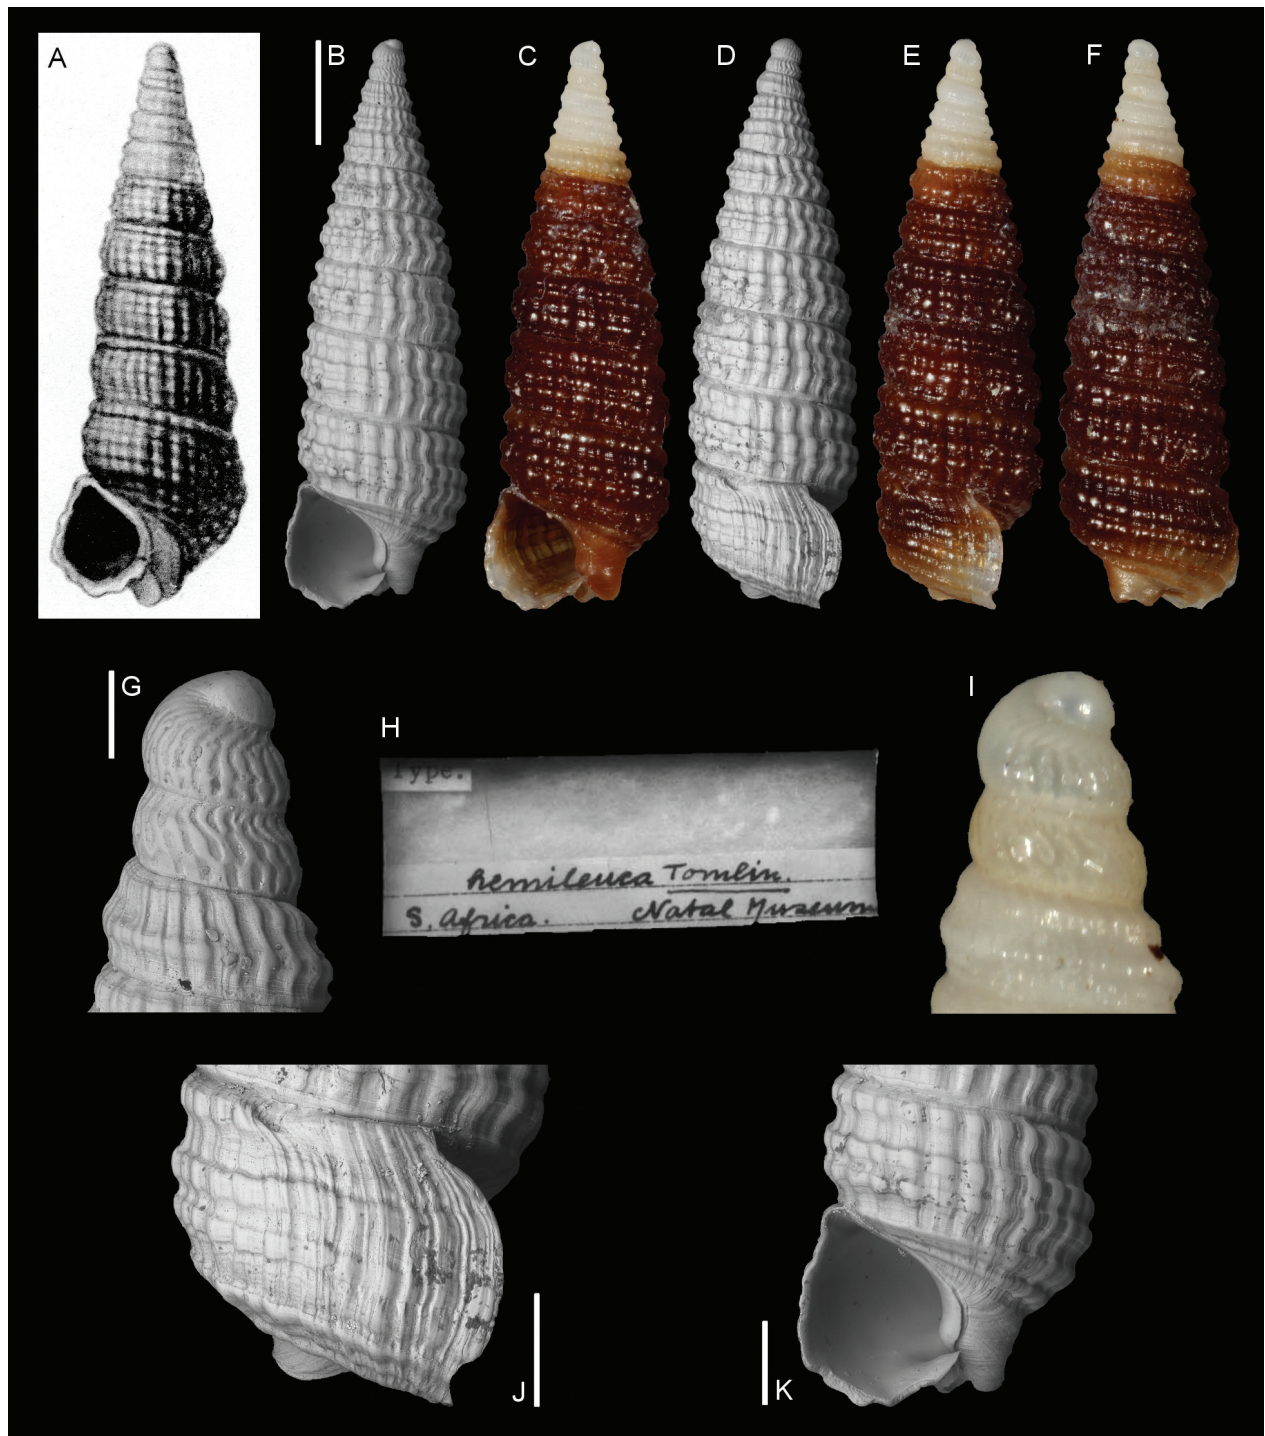 A
B
C
D
E
F
G
H
I
Type.
hemileuca Tomlin.
S. Africa. Natal Museum
J
K